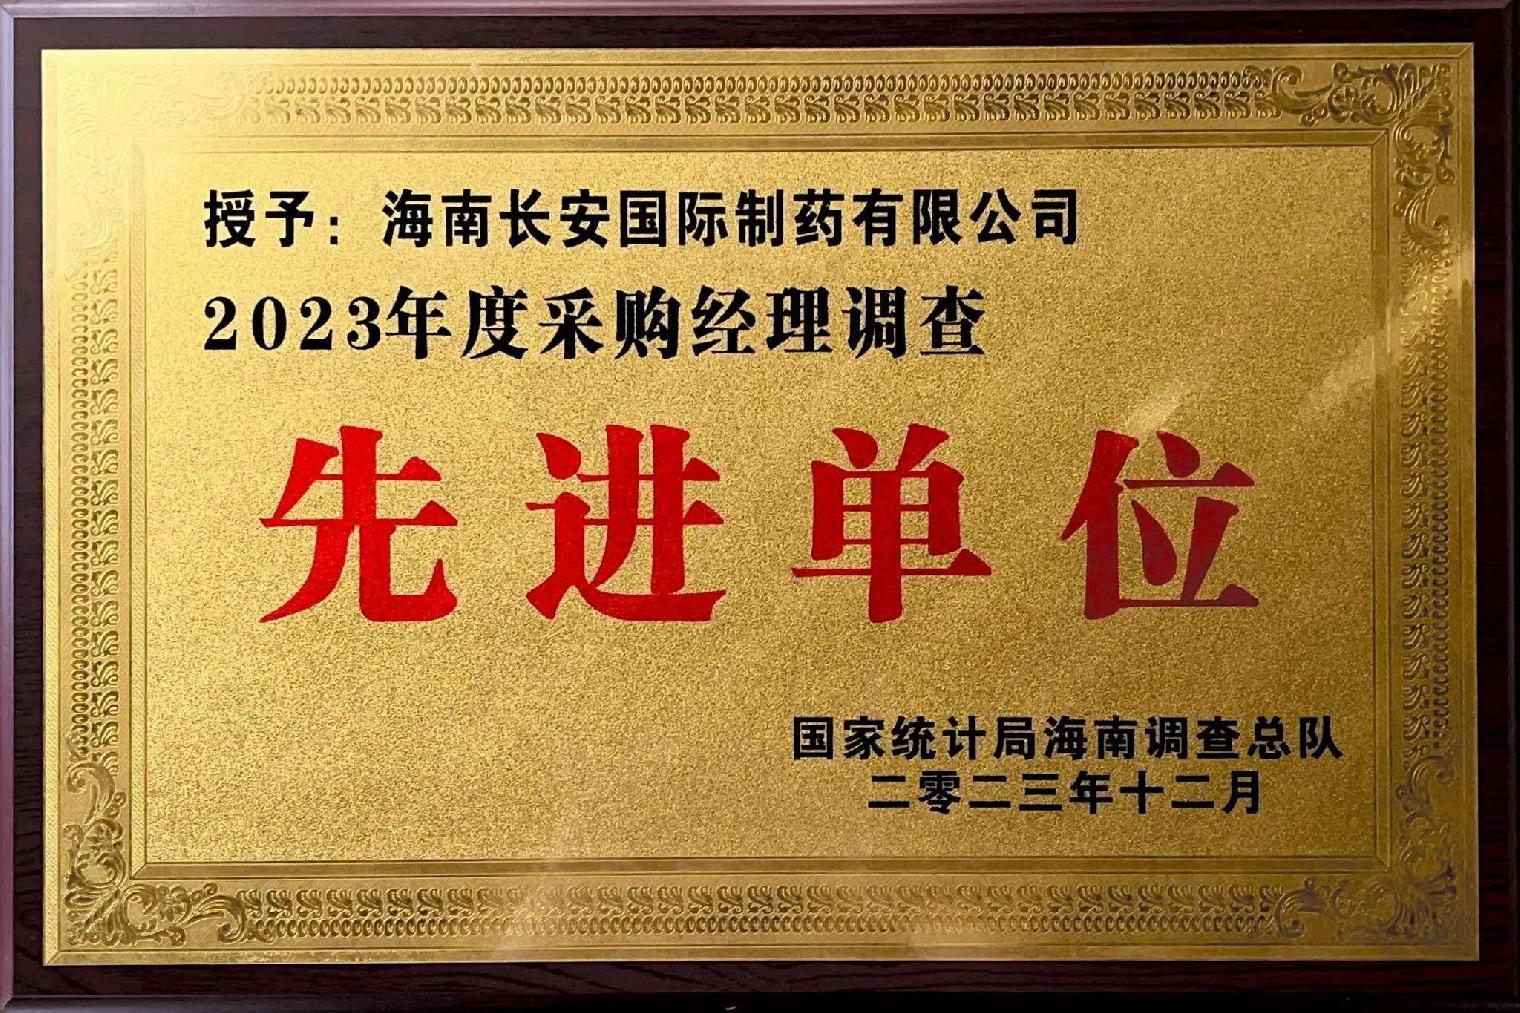 授予：海南长安国际制药有限公司
2023年度采购经理调查
先进单位
国家统计局海南调查总队
二零二三年十二月